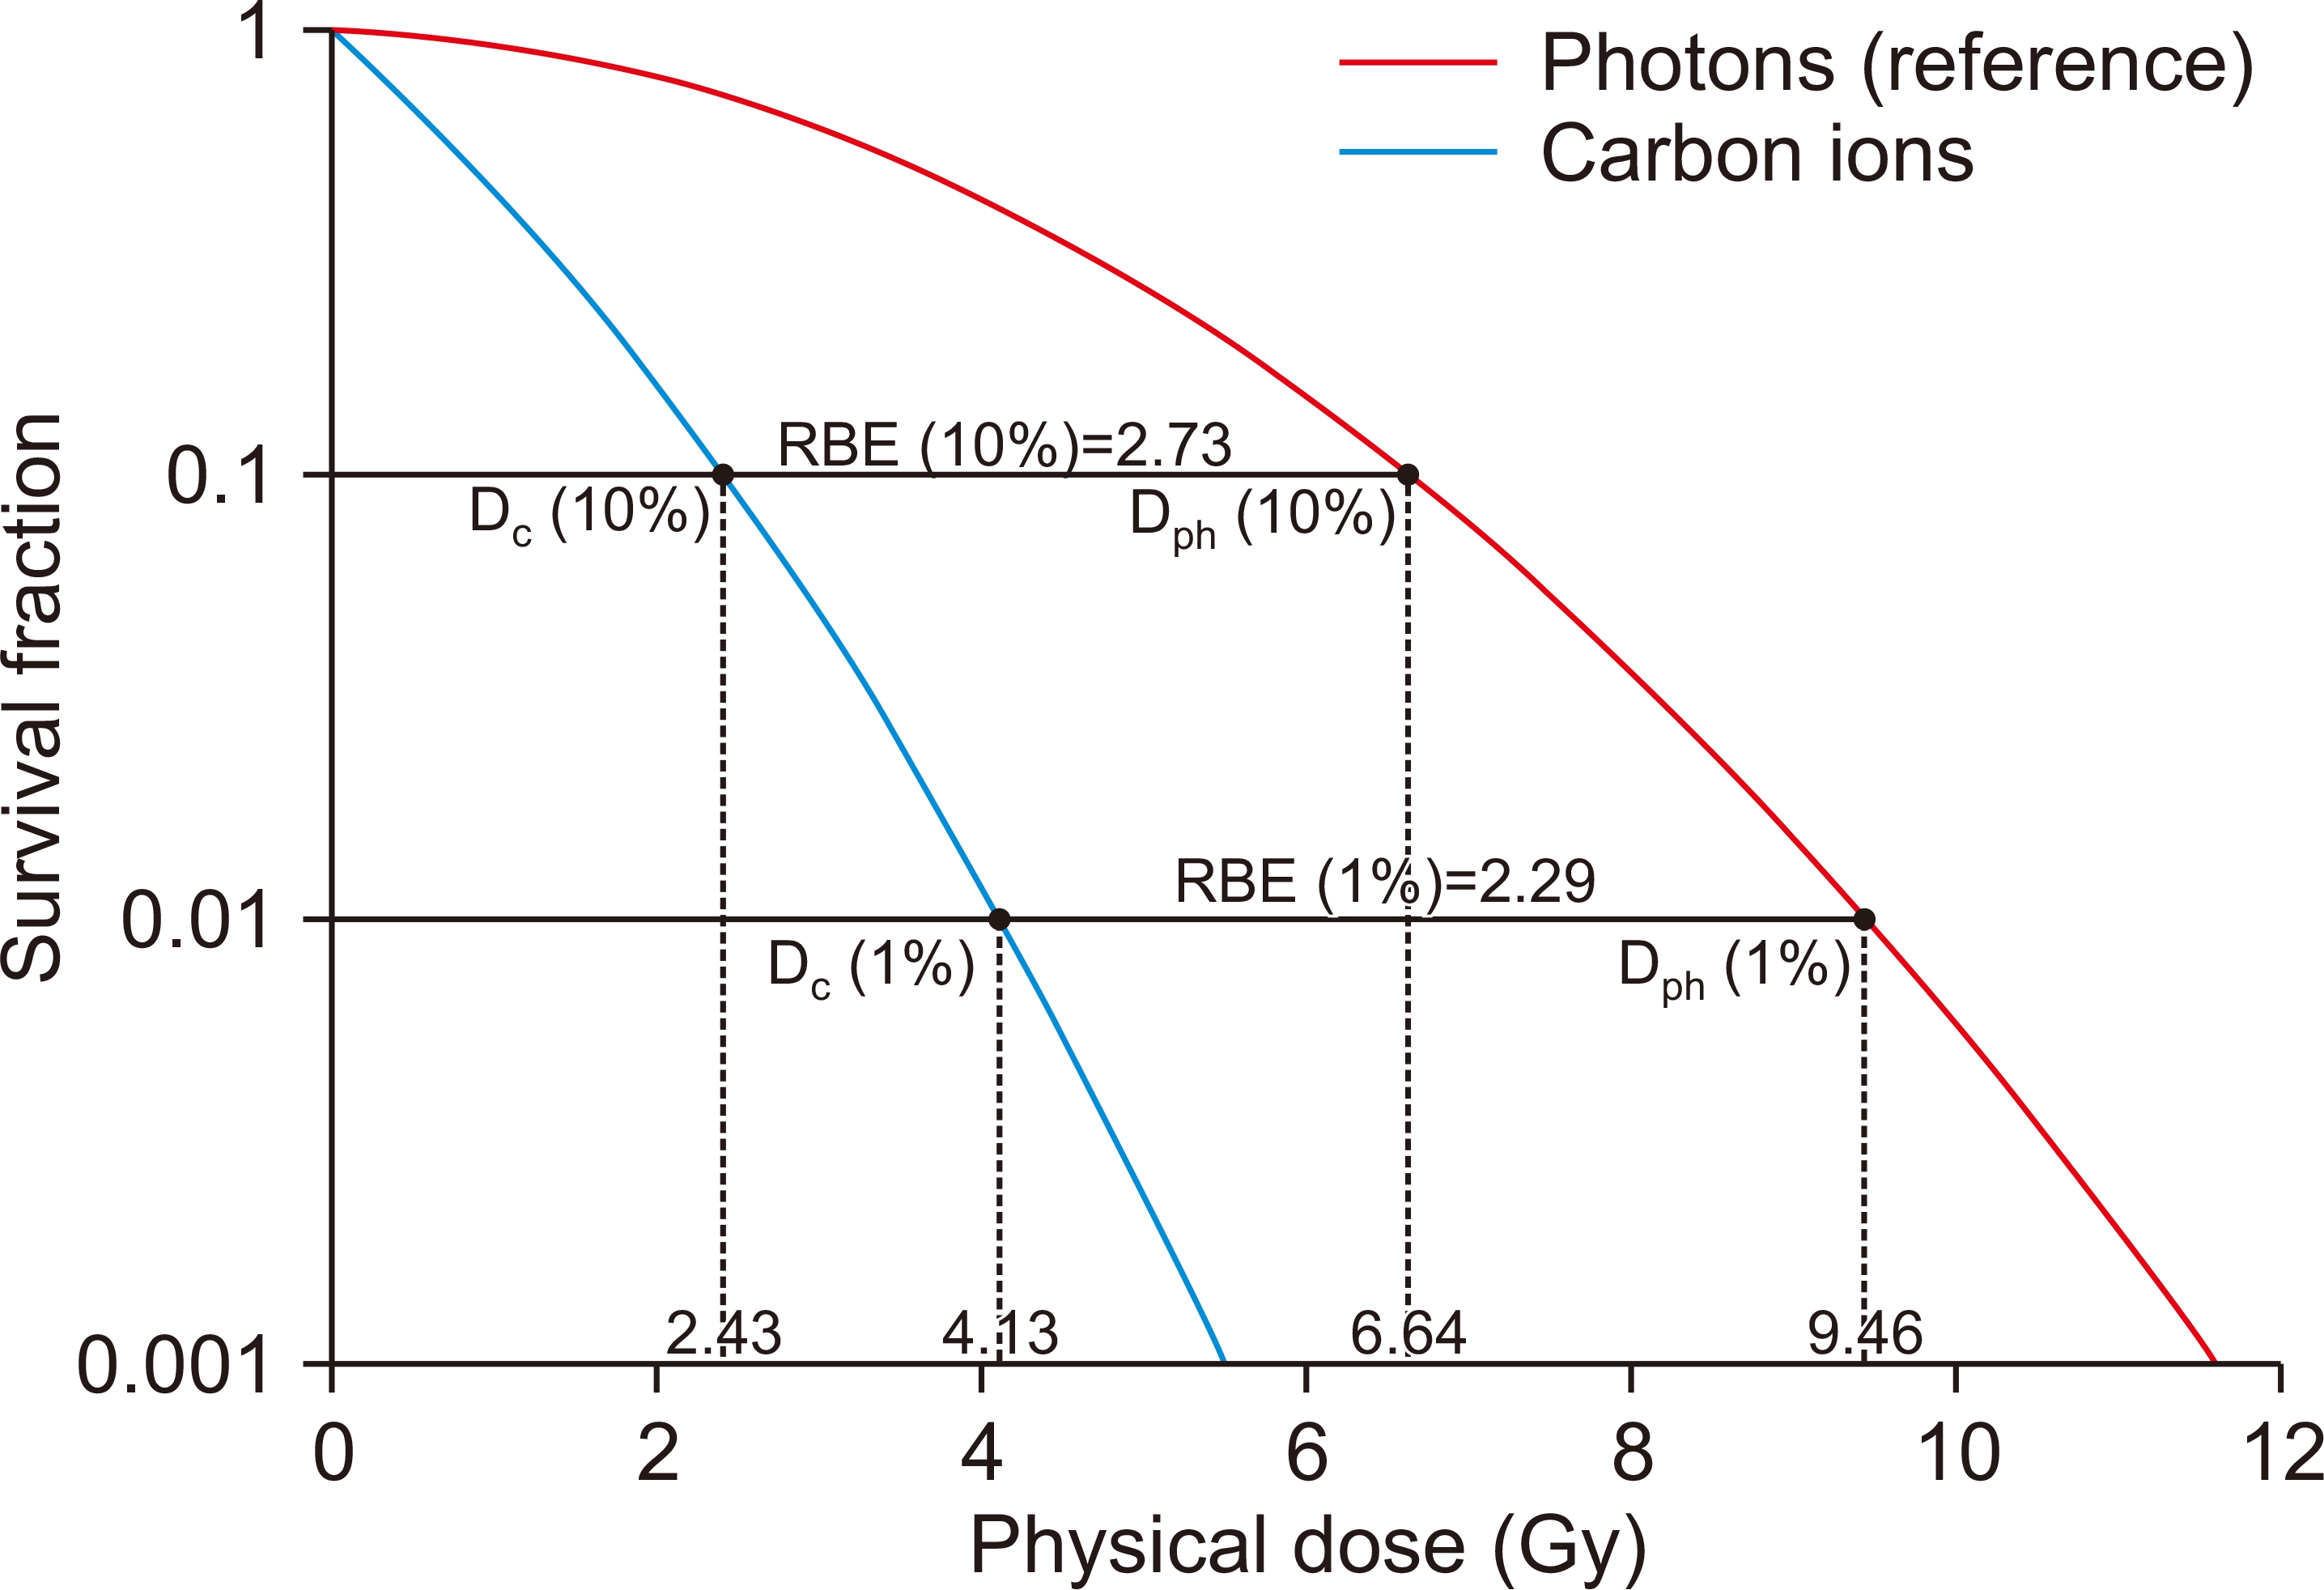 1
Photons (reference)
Carbon ions
RBE (10%)=2.73
0.1
Dc (10%)
Dph (10%)
Survival fraction
RBE (1%)=2.29
0.01
Dc (1%)
Dph (1%)
2.43 4.13 6.64 9.46
0.001
0 2 4 6 8 10 12
Physical dose (Gy)